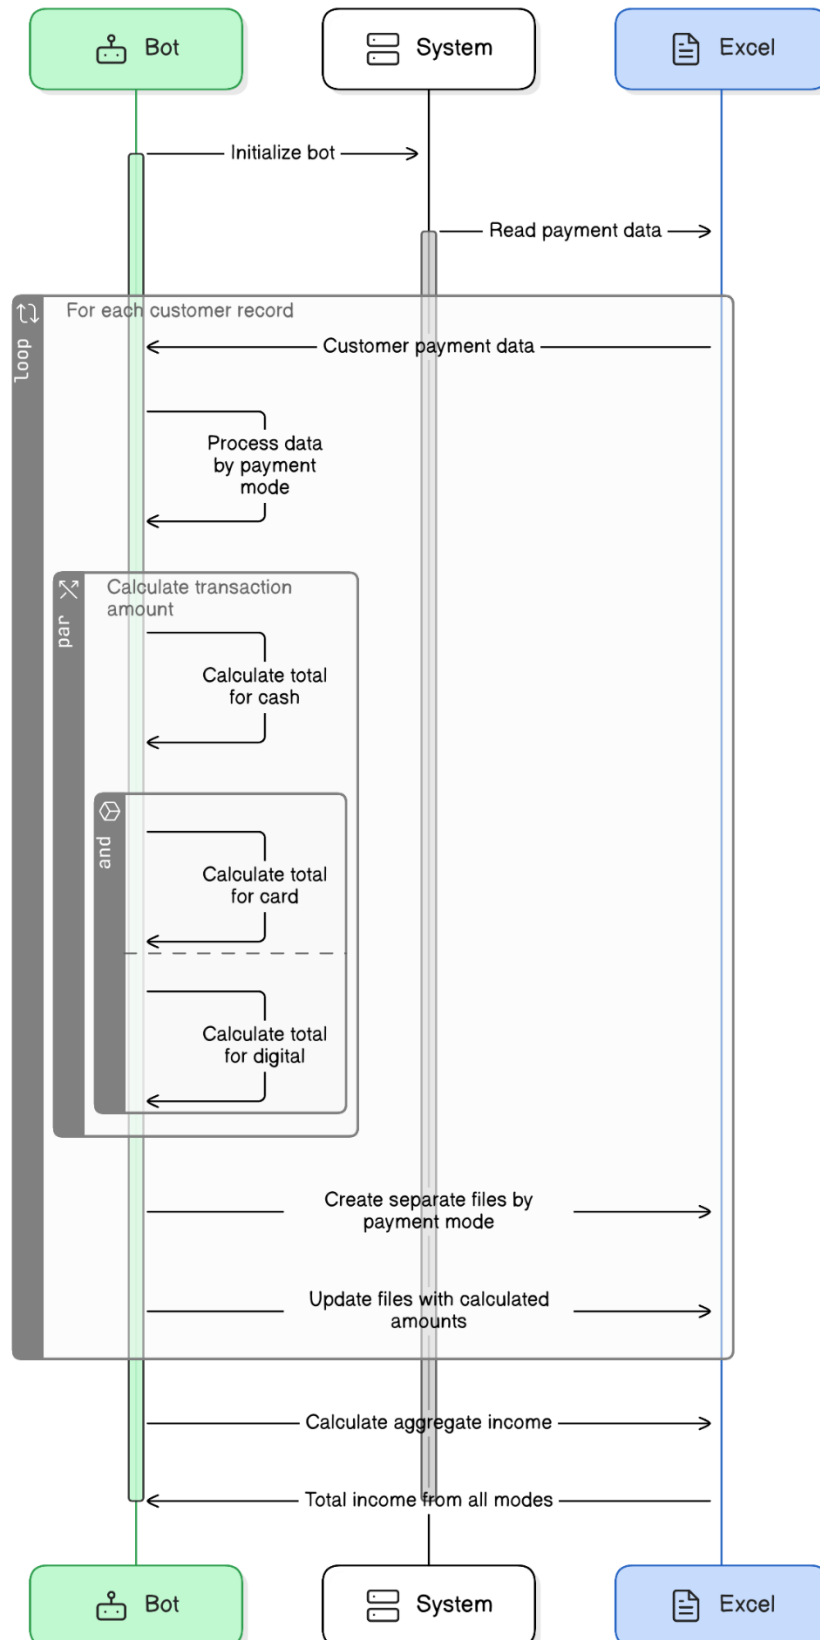 Bot
System
Excel
Initialize bot
Read payment data
loop
For each customer record
Customer payment data
Process data
by payment
mode
par
Calculate transaction
amount
Calculate total
for cash
and
Calculate total
for card
Calculate total
for digital
Create separate files by
payment mode
Update files with calculated
amounts
Calculate aggregate income
Total income from all modes
Bot
System
Excel